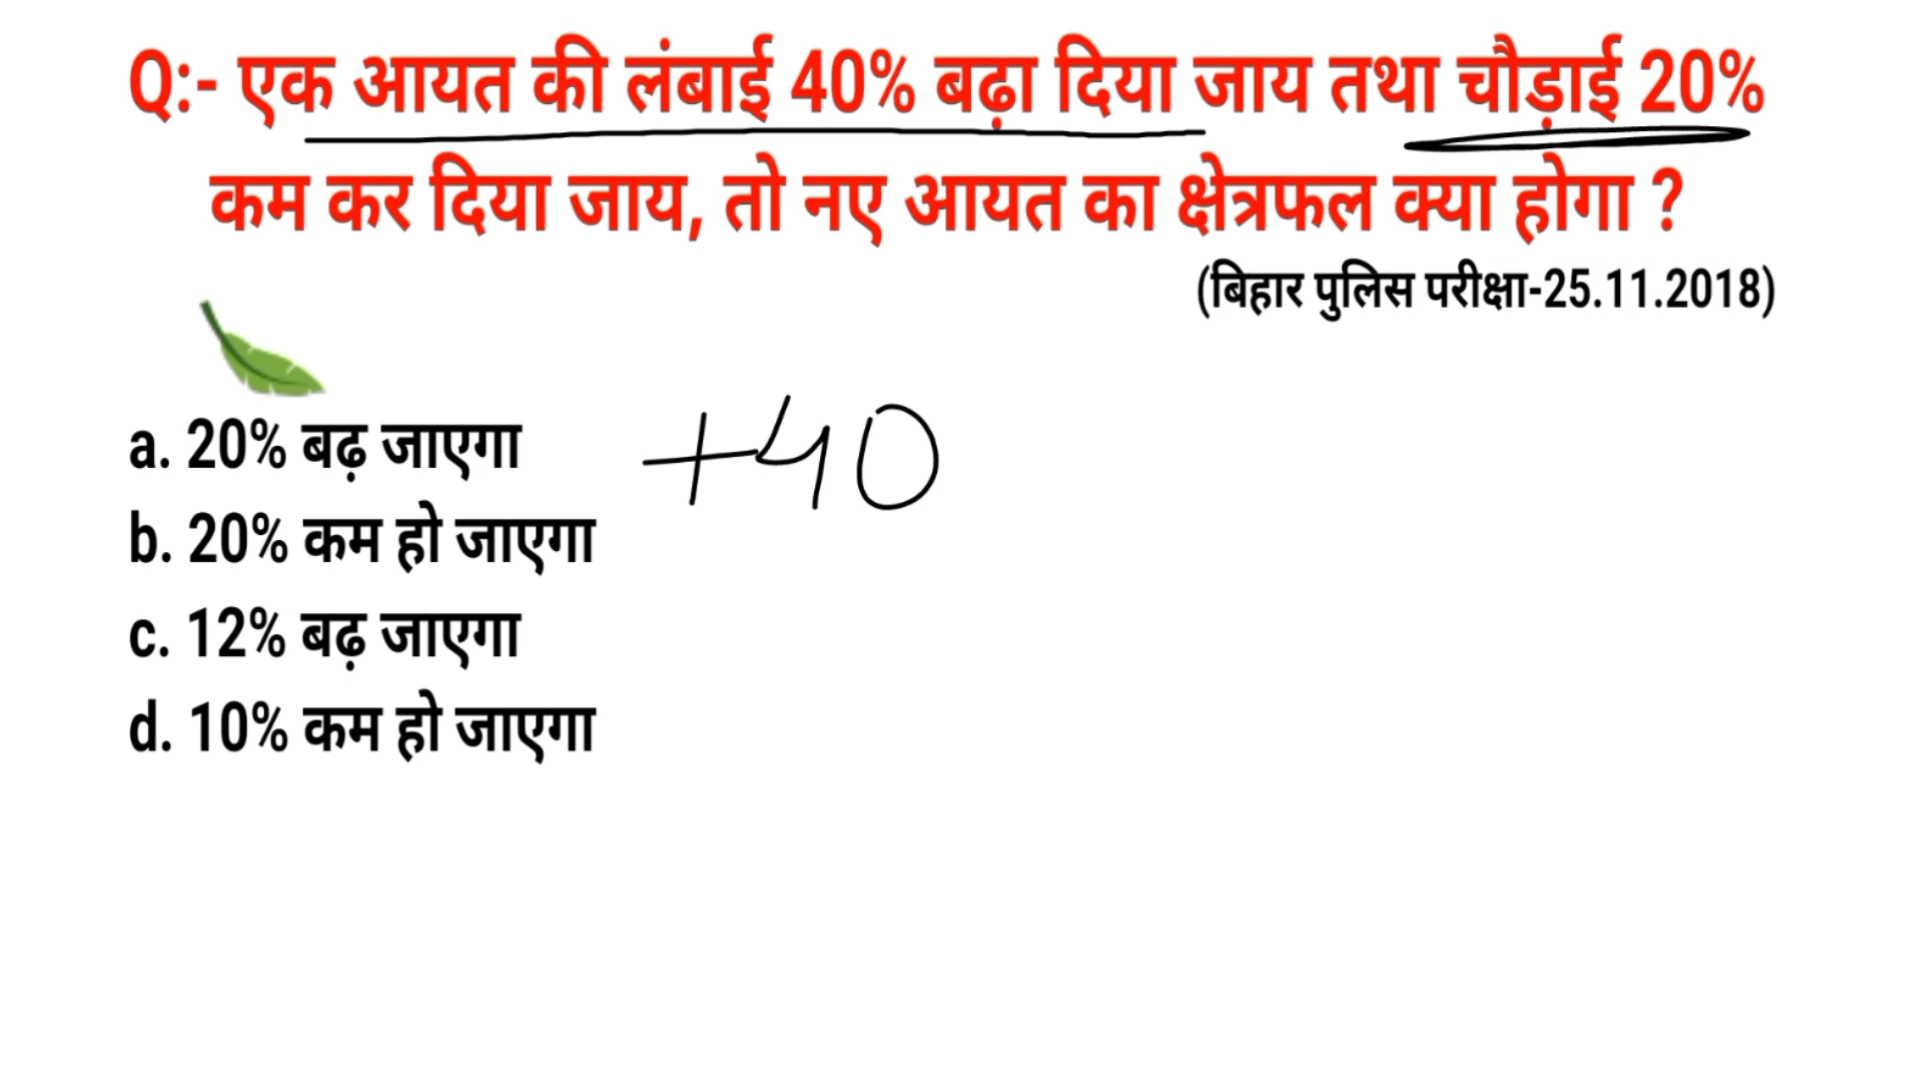 Q:- एक आयत की लंबाई 40% बढ़ा दिया जाय तथा चौड़ाई 20%
कम कर दिया जाय, तो नए आयत का क्षेत्रफल क्या होगा ?
(बिहार पुलिस परीक्षा-25.11.2018)
a. 20% बढ़ जाएगा
+40
b. 20% कम हो जाएगा
c. 12% बढ़ जाएगा
d. 10% कम हो जाएगा